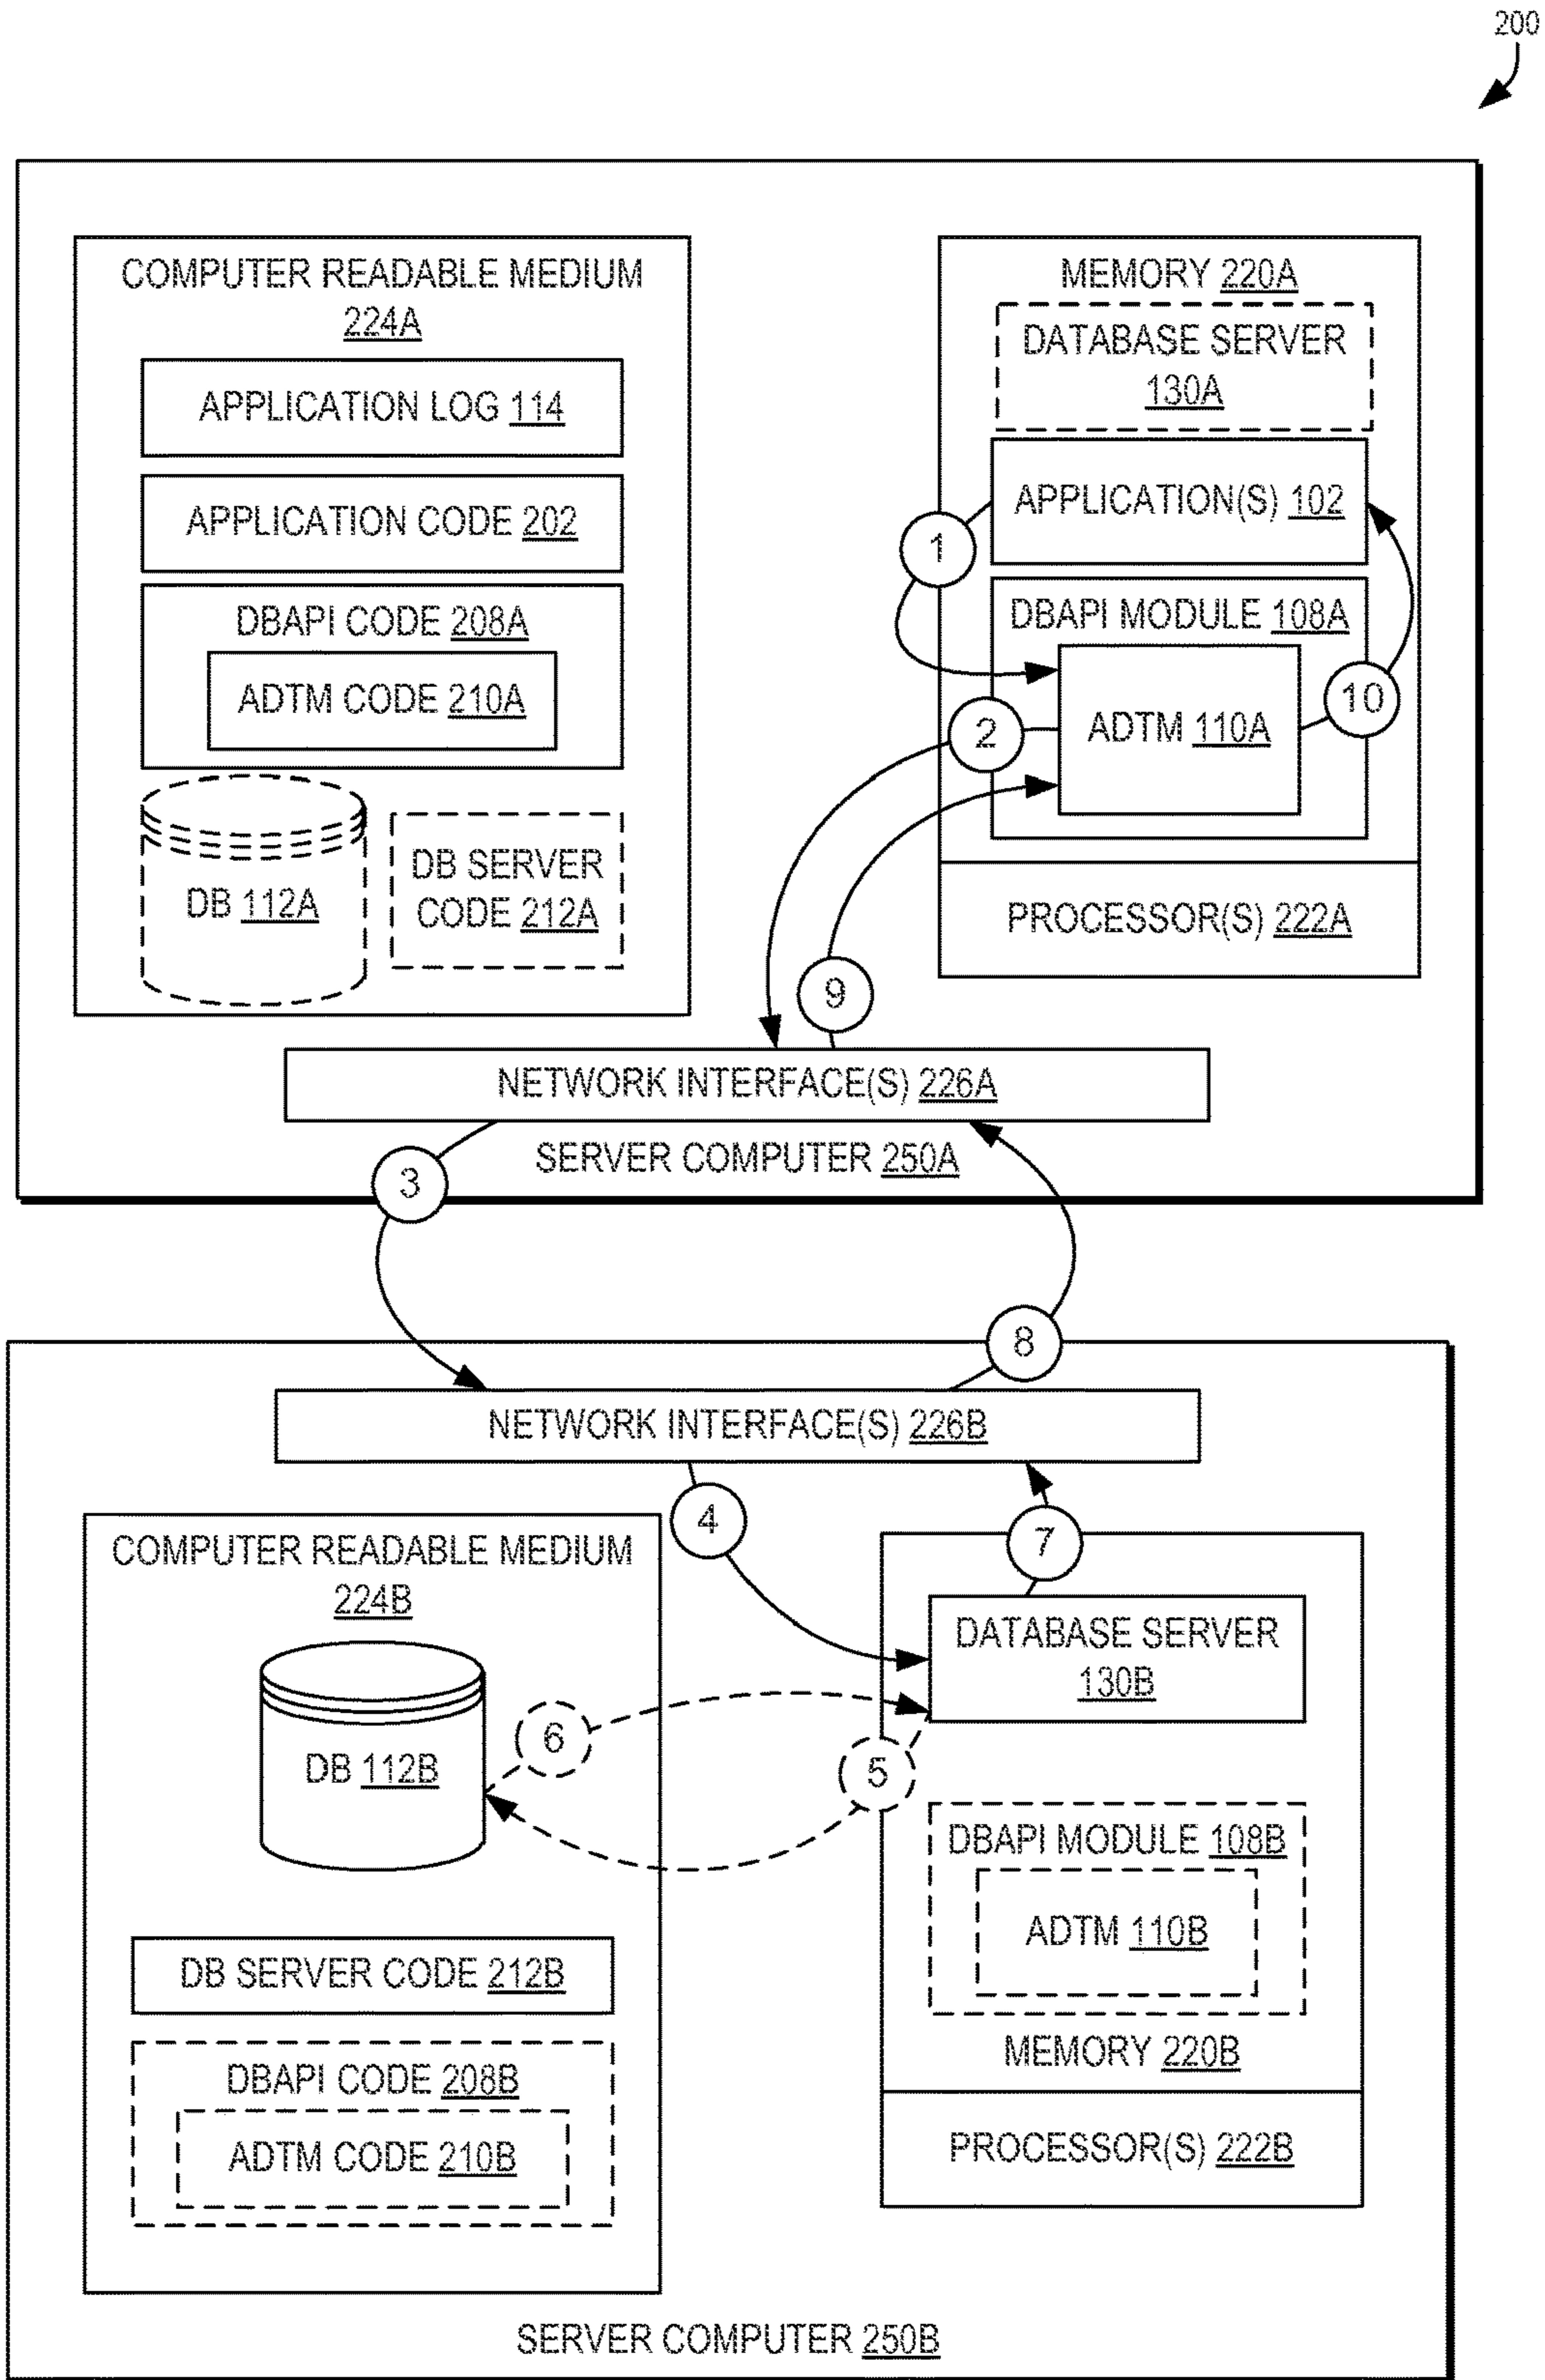 200
COMPUTER READABLE MEDIUM
224A
APPLICATION LOG 114
APPLICATION CODE 202
DBAPI CODE 208A
ADTM CODE 210A
DB 112A
DB SERVER
CODE 212A
MEMORY 220A
DATABASE SERVER
130A
APPLICATION(S) 102
1
DBAPI MODULE 108A
10
2
ADTM 110A
PROCESSOR(S) 222A
9
NETWORK INTERFACE(S) 226A
SERVER COMPUTER 250A
3
8
NETWORK INTERFACE(S) 226B
4
7
COMPUTER READABLE MEDIUM
224B
DB 112B
6
5
DB SERVER CODE 212B
DBAPI CODE 208B
ADTM CODE 210B
DATABASE SERVER
130B
DBAPI MODULE 108B
ADTM 110B
MEMORY 220B
PROCESSOR(S) 222B
SERVER COMPUTER 250B